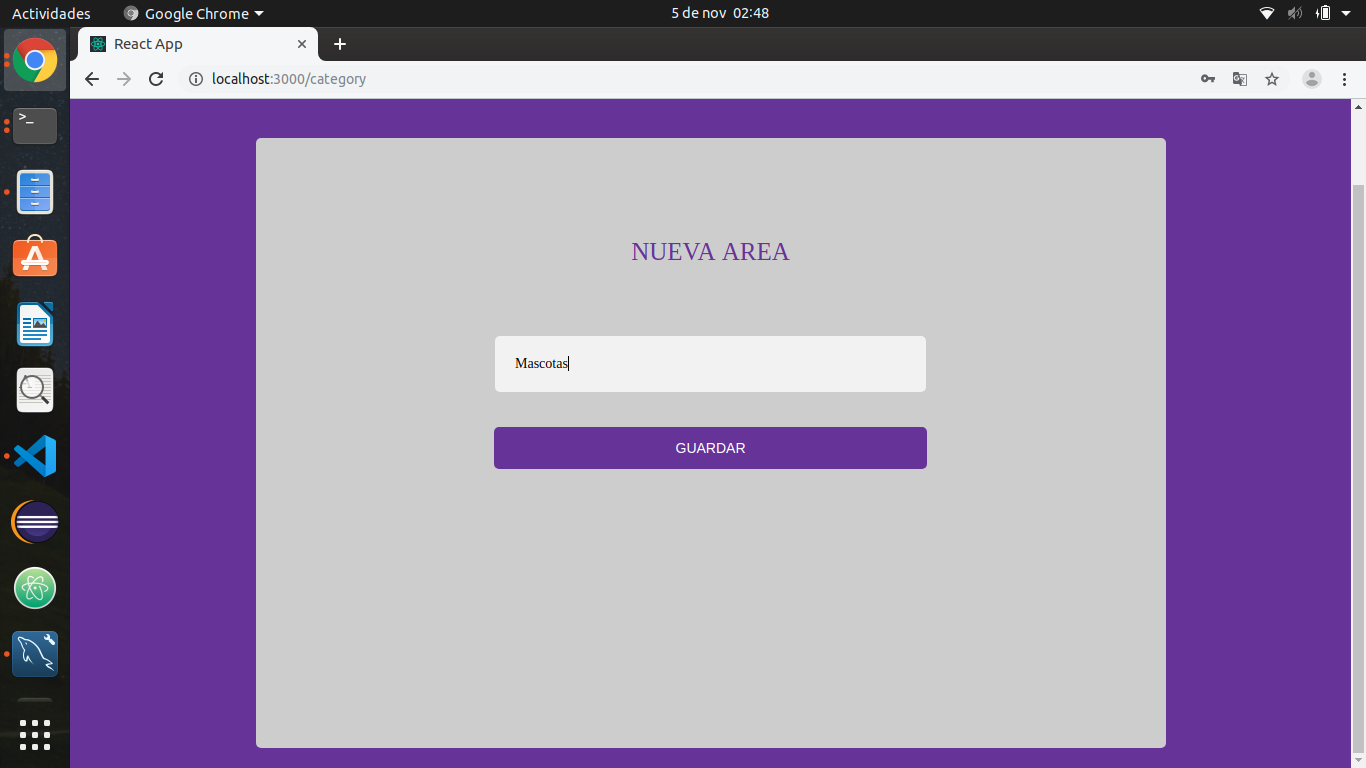 Actividades
Google Chrome
5 de nov 02:48
React App
localhost:3000/category
>_
NUEVA AREA
Mascotas
GUARDAR